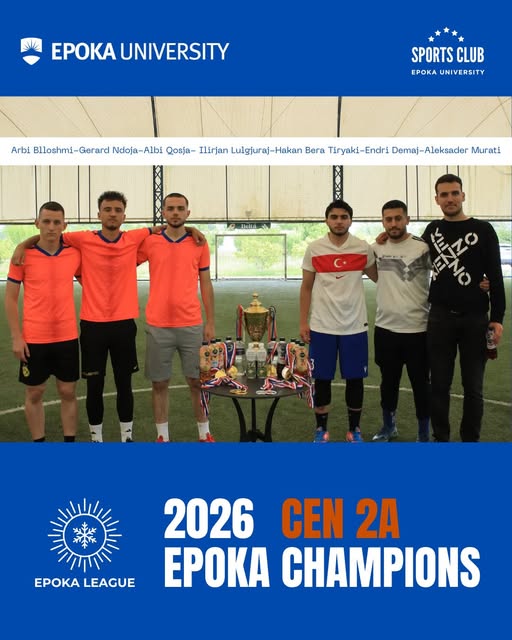 EPOKA UNIVERSITY
SPORTS CLUB
EPOKA UNIVERSITY
Arbi Blloshmi-Gerard Ndoja-Albi Qosja- Ilirjan Lulgjuraj-Hakan Bera Tiryaki-Endri Demaj-Aleksader Murati
2026 CEN 2A
EPOKA CHAMPIONS
EPOKA LEAGUE